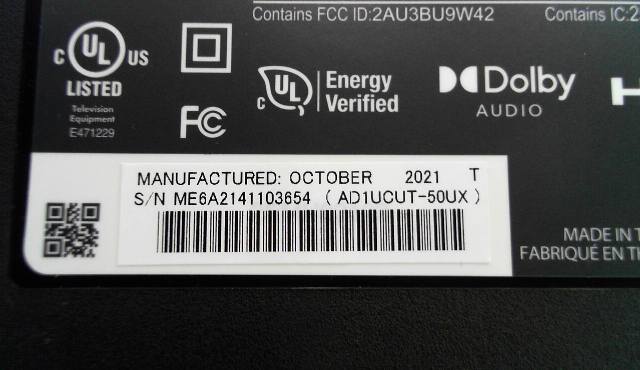 Contains FCC ID:2AU3BU9W42
Contains IC:2
C UL US
LISTED
Television
Equipment
E471229
FC
C UL
Energy
Verified
Dolby
AUDIO
H
MANUFACTURED: OCTOBER 2021 T
S/N ME6A2141103654 ( AD1UCUT-50UX )
MADE IN T
FABRIQUÉ EN TH